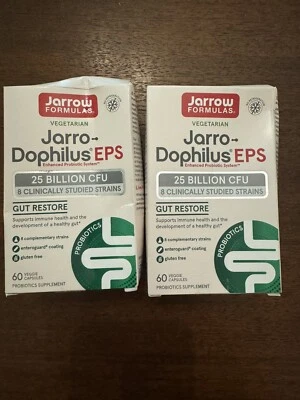 Jarrow
FORMULAS®
VEGETARIAN
Jarro-
Dophilus® EPS
Enhanced Probiotic System™
25 BILLION CFU
8 CLINICALLY STUDIED STRAINS
GUT RESTORE
Supports immune health and the
development of a healthy gut*
8 complementary strains
enteroguard® coating
gluten free
PROBIOTICS
60 VEGGIE
CAPSULES
PROBIOTICS SUPPLEMENT
Jarrow
FORMULAS®
VEGETARIAN
Jarro-
Dophilus® EPS
Enhanced Probiotic System™
25 BILLION CFU
8 CLINICALLY STUDIED STRAINS
GUT RESTORE
Supports immune health and the
development of a healthy gut*
8 complementary strains
enteroguard® coating
gluten free
PROBIOTICS
60 VEGGIE
CAPSULES
PROBIOTICS SUPPLEMENT